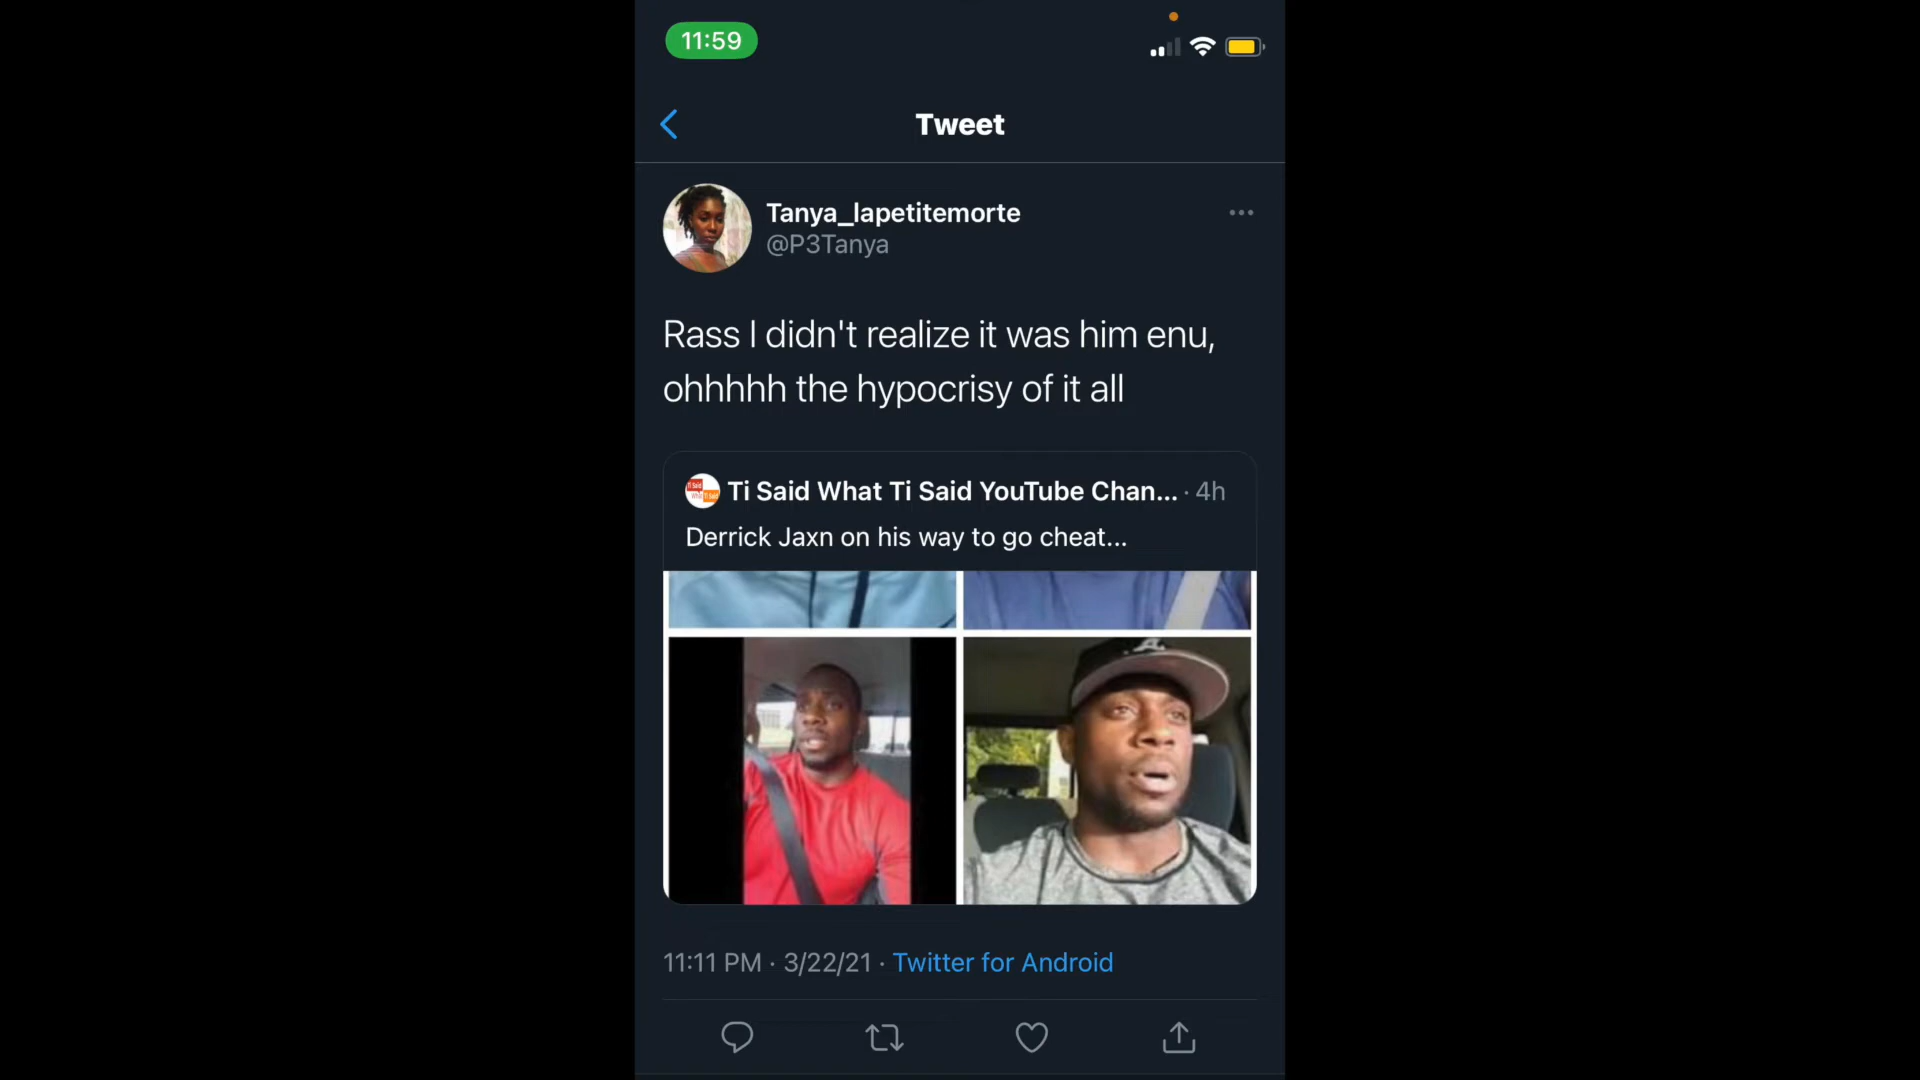 11:59
Tweet
Tanya_lapetitemorte
@P3Tanya
Rass I didn't realize it was him enu,
ohhhhh the hypocrisy of it all
Ti Said What Ti Said YouTube Chan... · 4h
Derrick Jaxn on his way to go cheat...
11:11 PM · 3/22/21 · Twitter for Android